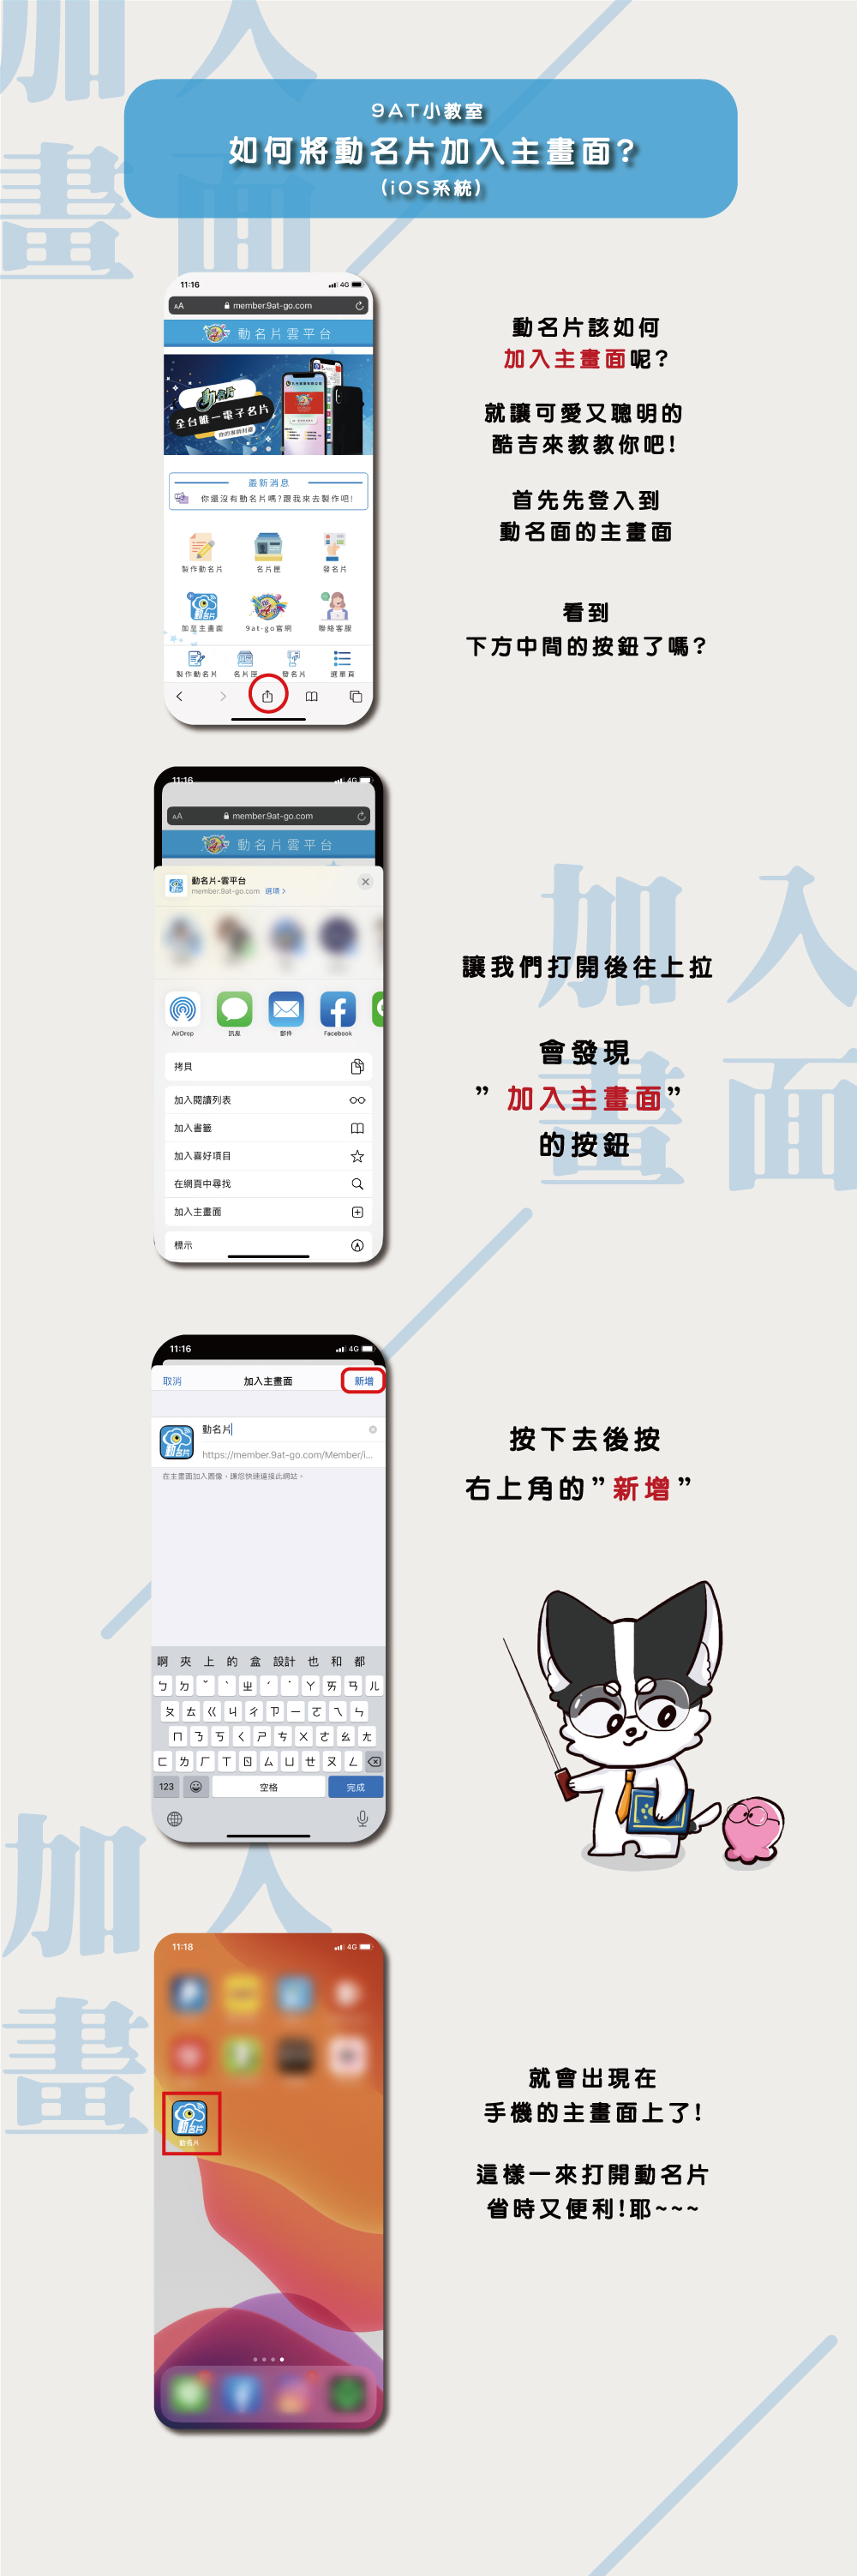 加入
畫面
9AT小教室
如何將動名片加入主畫面?
(iOS系統)
11:16
4G
AA
member.9at-go.com
動名片雲平台
動名片
全台唯一電子名片
最新消息
你還沒有動名片嗎?跟我來去製作吧!
製作動名片
名片匣
發名片
加至主畫面
9at-go官網
聯絡客服
製作動名片
名片匣
發名片
選單頁
動名片該如何
加入主畫面呢?
就讓可愛又聰明的
酷吉來教教你吧!
首先先登入到
動名面的主畫面
看到
下方中間的按鈕了嗎?
11:16
4G
AA
member.9at-go.com
動名片雲平台
動名片-雲平台
member.9at-go.com 選項 >
AirDrop
訊息
郵件
Facebook
拷貝
加入閱讀列表
加入書籤
加入喜好項目
在網頁中尋找
加入主畫面
標示
加入
畫面
讓我們打開後往上拉
會發現
”加入主畫面”
的按鈕
11:16
4G
取消
加入主畫面
新增
動名片
動名片
https://member.9at-go.com/Member/i...
在主畫面加入圖像，讓您快速連接此網站。
啊 夾 上 的 盒 設計 也 和 都
ㄅ ㄉ ˇ ˋ ㄓ ˊ ˙ ㄚ ㄞ ㄢ ㄦ
ㄆ ㄊ ㄍ ㄐ ㄔ ㄗ ㄧ ㄛ ㄟ ㄣ
ㄇ ㄋ ㄎ ㄑ ㄕ ㄘ ㄨ ㄜ ㄠ ㄤ
ㄈ ㄌ ㄏ ㄒ ㄖ ㄙ ㄩ ㄝ ㄡ ㄥ
123
空格
完成
按下去後按
右上角的”新增”
加入
畫
11:18
4G
動名片
動名片
就會出現在
手機的主畫面上了!
這樣一來打開動名片
省時又便利!耶~~~